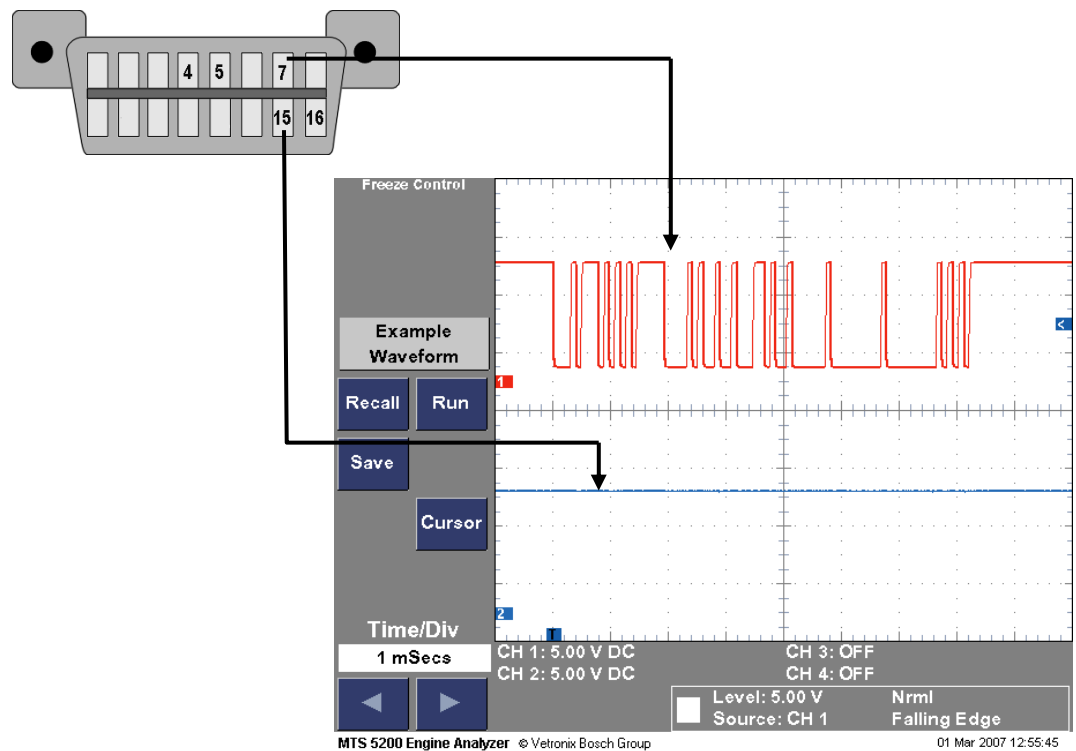 4 5 7
15 16
Freeze Control
Example
Waveform
Recall Run
Save
Cursor
Time/Div
1 mSecs
1
<
2
T
CH 1: 5.00 V DC CH 3: OFF
CH 2: 5.00 V DC CH 4: OFF
Level: 5.00 V Nrml
Source: CH 1 Falling Edge
MTS 5200 Engine Analyzer © Vetronix Bosch Group 01 Mar 2007 12:55:45